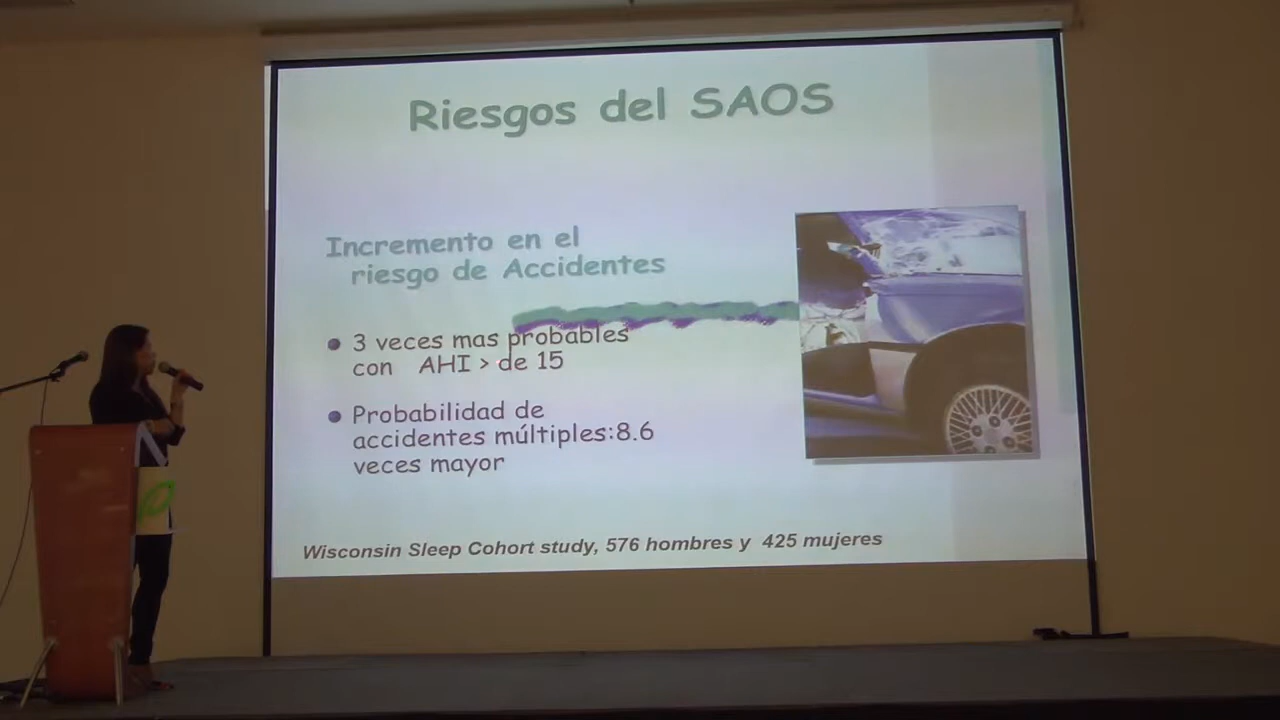 Riesgos del SAOS
Incremento en el
riesgo de Accidentes
3 veces mas probables
con AHI > de 15
Probabilidad de
accidentes múltiples:8.6
veces mayor
Wisconsin Sleep Cohort study, 576 hombres y 425 mujeres